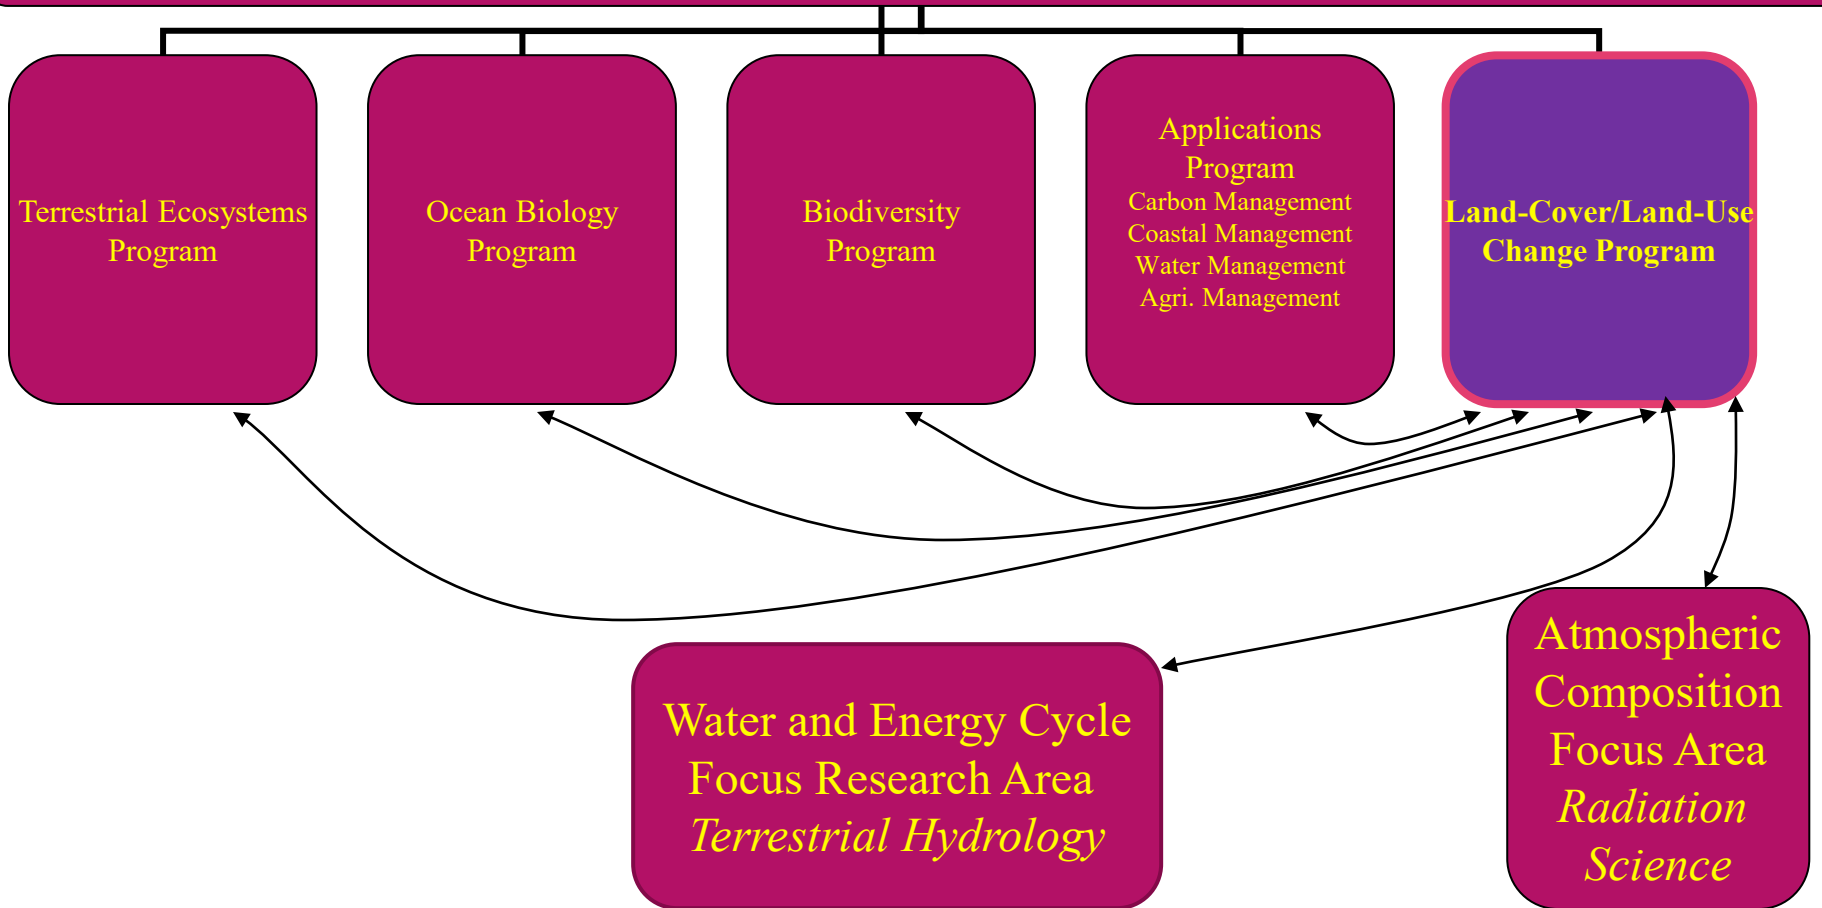 Terrestrial Ecosystems
Program
Ocean Biology
Program
Biodiversity
Program
Applications
Program
Carbon Management
Coastal Management
Water Management
Agri. Management
Land-Cover/Land-Use
Change Program
Water and Energy Cycle
Focus Research Area
Terrestrial Hydrology
Atmospheric
Composition
Focus Area
Radiation
Science